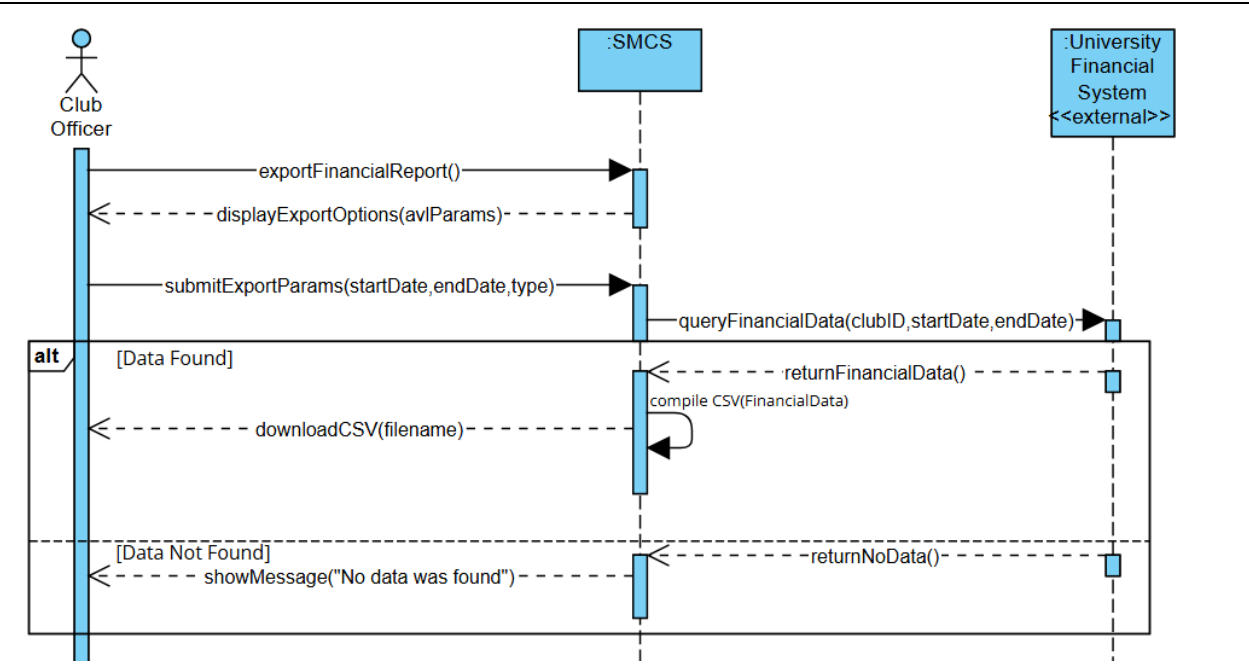 :SMCS
:University
Financial
System
<<external>>
Club
Officer
exportFinancialReport()
displayExportOptions(avlParams)
submitExportParams(startDate,endDate,type)
queryFinancialData(clubID,startDate,endDate)
alt
[Data Found]
returnFinancialData()
compile CSV(FinancialData)
downloadCSV(filename)
[Data Not Found]
returnNoData()
showMessage("No data was found")